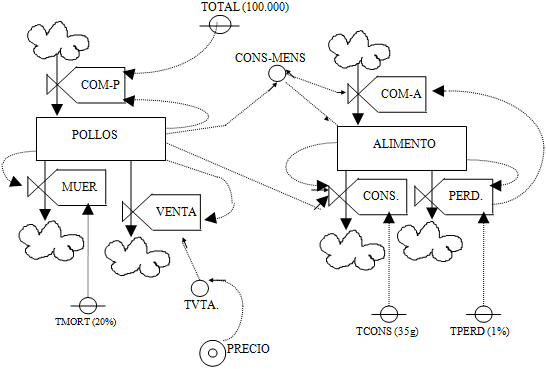 TOTAL (100.000)
CONS-MENS
COM-P
COM-A
POLLOS
ALIMENTO
MUER
VENTA
CONS.
PERD.
TVTA.
TMORT (20%)
TCONS (35g)
TPERD (1%)
PRECIO